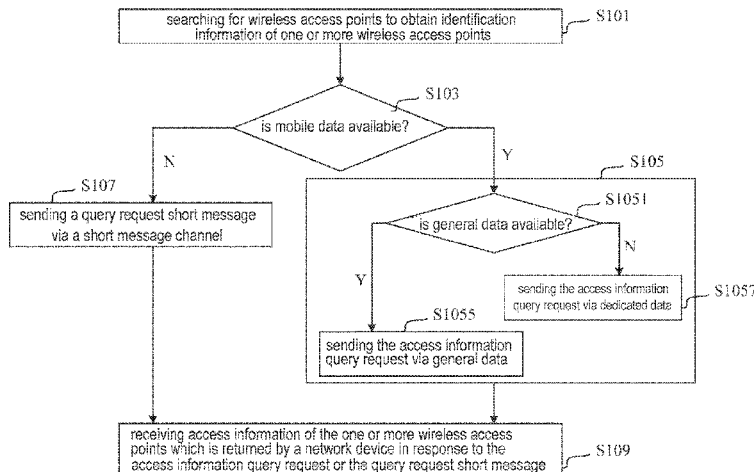 searching for wireless access points to obtain identification
information of one or more wireless access points
S101
S103
is mobile data available?
N
Y
S107
S105
sending a query request short message
via a short message channel
S1051
is general data available?
Y
N
sending the access information
query request via dedicated data
S1057
S1055
sending the access information
query request via general data
receiving access information of the one or more wireless access
points which is returned by a network device in response to the
access information query request or the query request short message
S109